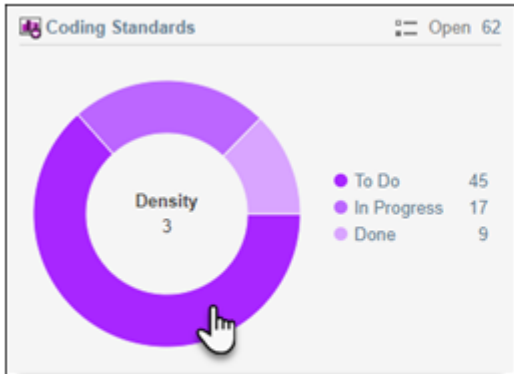 Coding Standards Open 62
Density
3
To Do 45
In Progress 17
Done 9